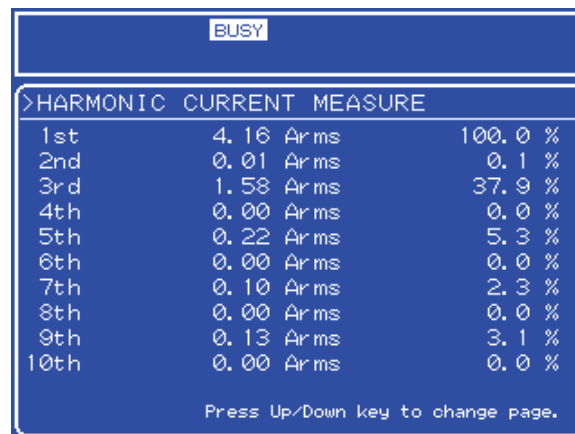 BUSY
>HARMONIC CURRENT MEASURE
1st 4.16 Arms 100.0 %
2nd 0.01 Arms 0.1 %
3rd 1.58 Arms 37.9 %
4th 0.00 Arms 0.0 %
5th 0.22 Arms 5.3 %
6th 0.00 Arms 0.0 %
7th 0.10 Arms 2.3 %
8th 0.00 Arms 0.0 %
9th 0.13 Arms 3.1 %
10th 0.00 Arms 0.0 %
Press Up/Down key to change page.